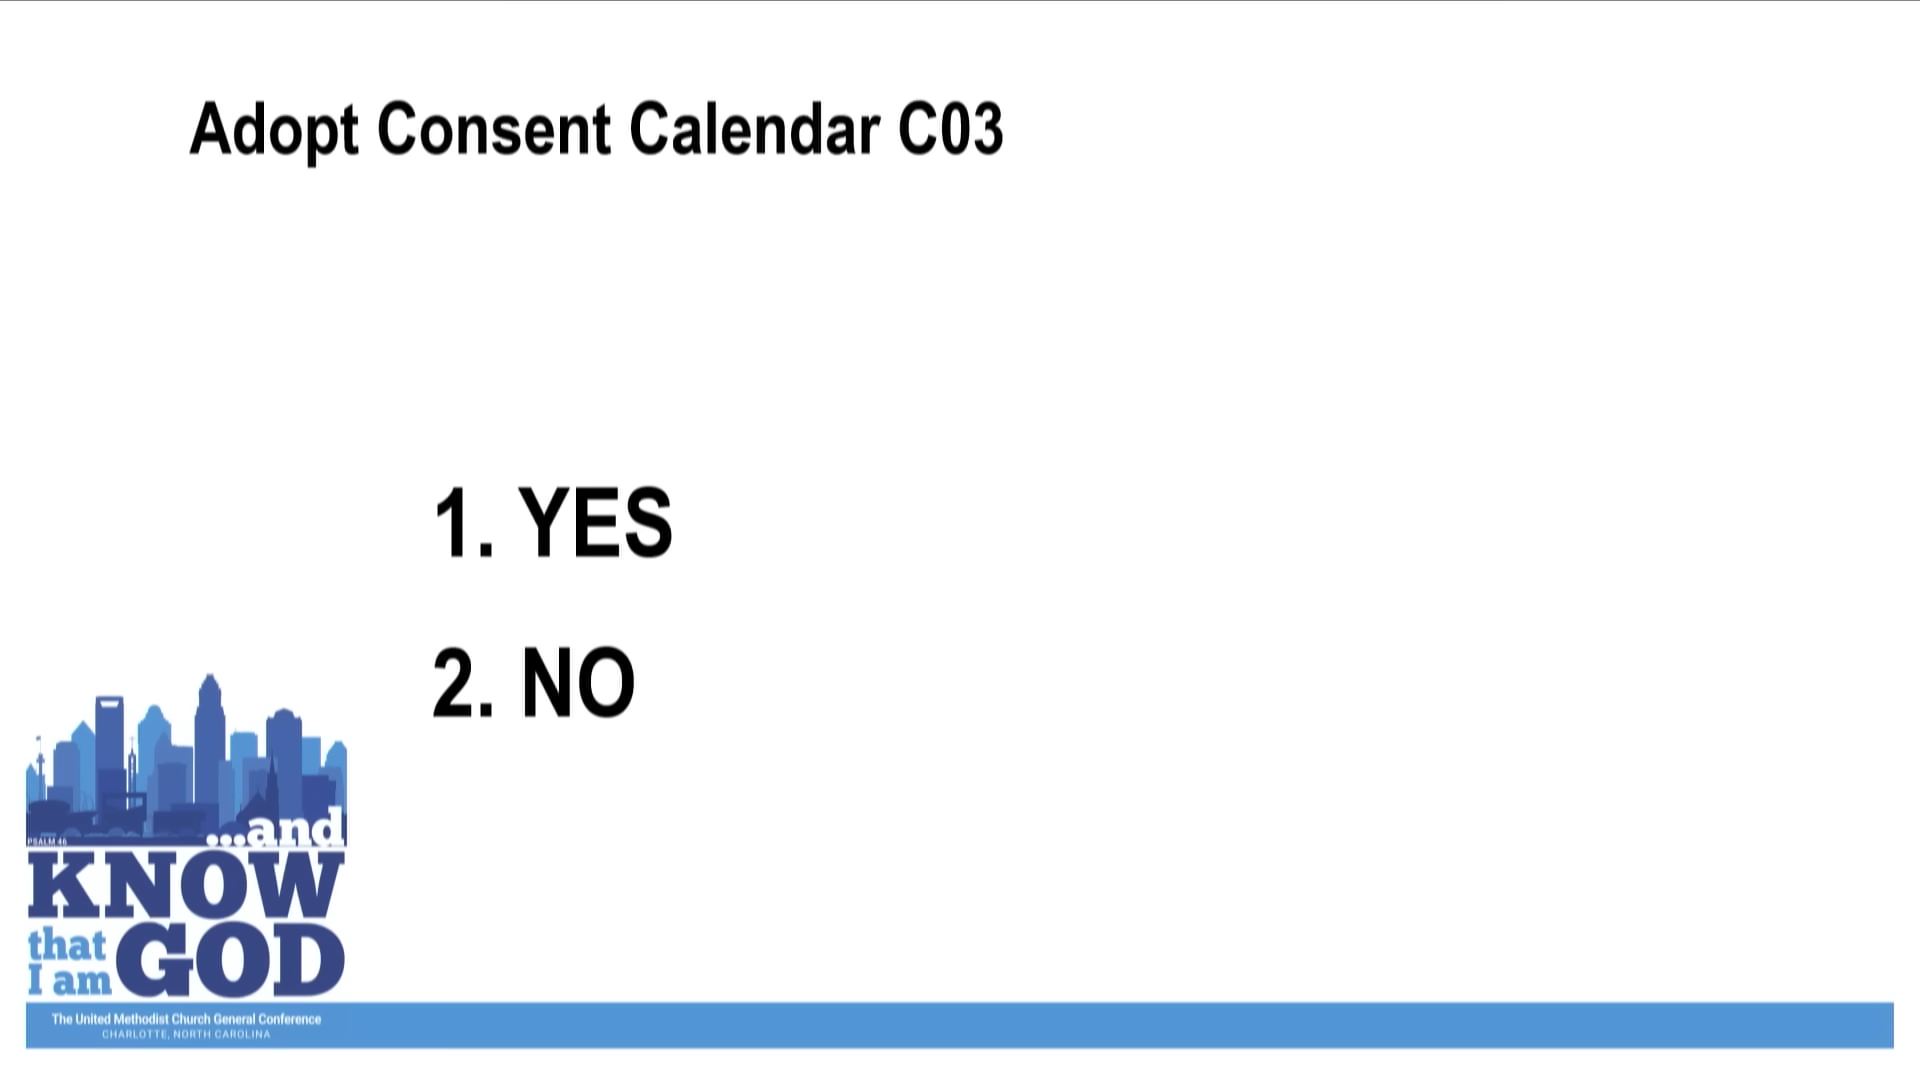 Adopt Consent Calendar C03
1. YES
2. NO
...and
PSALM 46
KNOW
that
I am
GOD
The United Methodist Church General Conference
CHARLOTTE, NORTH CAROLINA